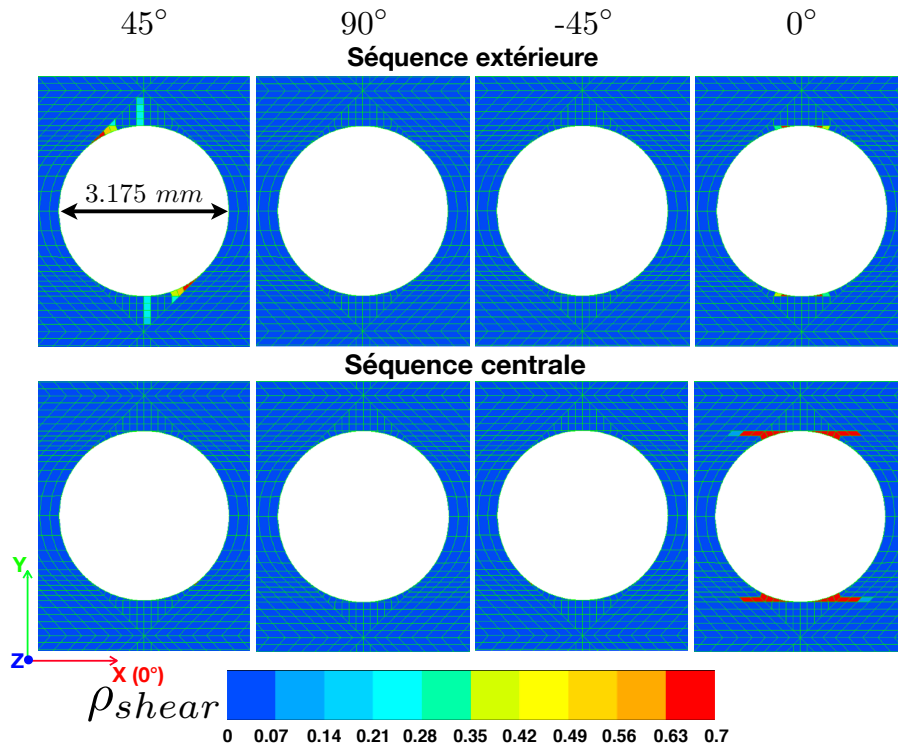 45° 90° -45° 0°
Séquence extérieure
3.175 mm
Séquence centrale
Y
Z
X (0°)
ρshear
0 0.07 0.14 0.21 0.28 0.35 0.42 0.49 0.56 0.63 0.7